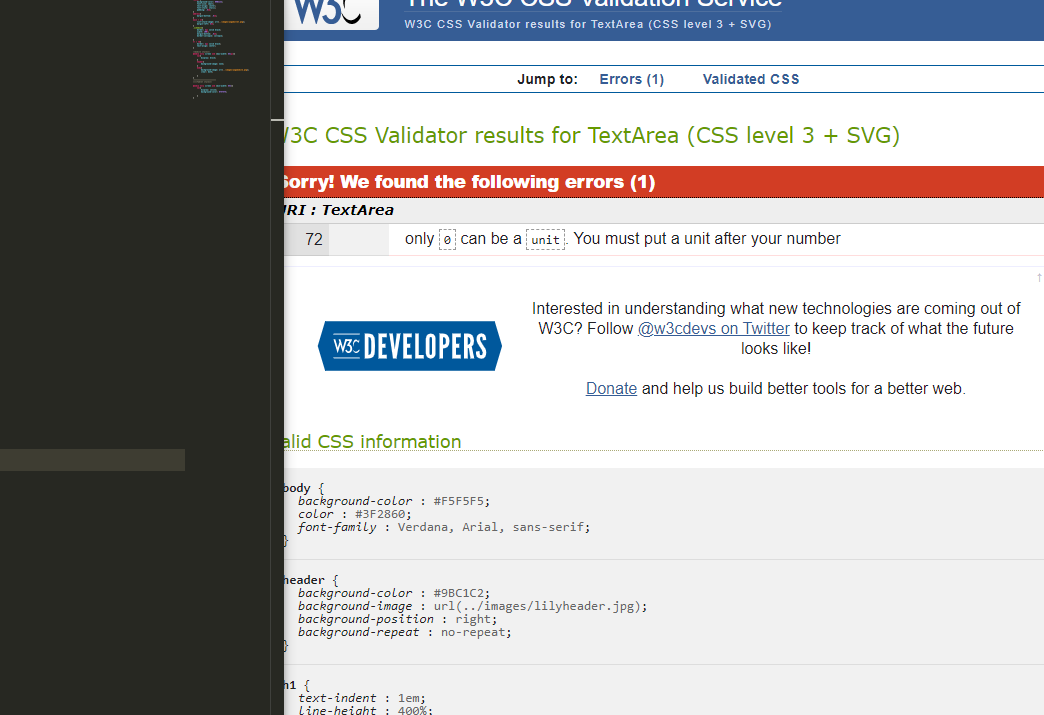 W3C
The W3C CSS Validation Service
W3C CSS Validator results for TextArea (CSS level 3 + SVG)
Jump to: Errors (1) Validated CSS
W3C CSS Validator results for TextArea (CSS level 3 + SVG)
Sorry! We found the following errors (1)
URI : TextArea
72 only 0 can be a unit. You must put a unit after your number
↑
Interested in understanding what new technologies are coming out of
W3C? Follow @w3cdevs on Twitter to keep track of what the future
looks like!
W3C DEVELOPERS
Donate and help us build better tools for a better web.
alid CSS information
body {
background-color : #F5F5F5;
color : #3F2860;
font-family : Verdana, Arial, sans-serif;
}
header {
background-color : #9BC1C2;
background-image : url(../images/lilyheader.jpg);
background-position : right;
background-repeat : no-repeat;
}
h1 {
text-indent : 1em;
line-height : 400%;